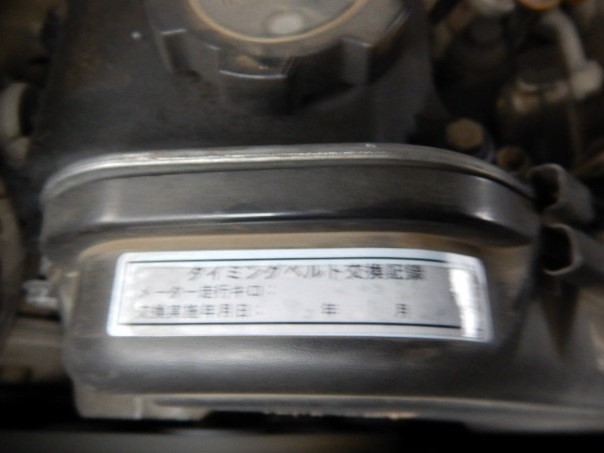 タイミングベルト交換記録
メーター走行キロ：
交換実施年月日： 年 月